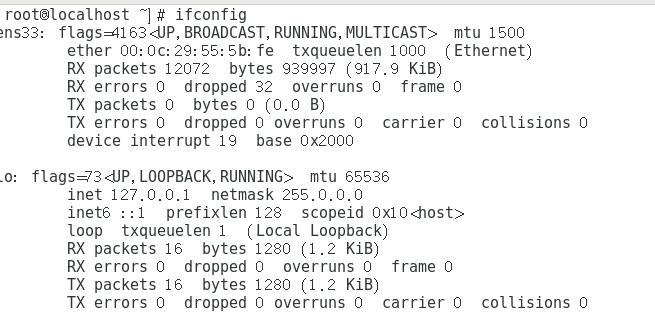 root@localhost ~]# ifconfig
ens33: flags=4163<UP,BROADCAST,RUNNING,MULTICAST>  mtu 1500
ether 00:0c:29:55:5b:fe  txqueuelen 1000  (Ethernet)
RX packets 12072  bytes 939997 (917.9 KiB)
RX errors 0  dropped 32  overruns 0  frame 0
TX packets 0  bytes 0 (0.0 B)
TX errors 0  dropped 0 overruns 0  carrier 0  collisions 0
device interrupt 19  base 0x2000
lo: flags=73<UP,LOOPBACK,RUNNING>  mtu 65536
inet 127.0.0.1  netmask 255.0.0.0
inet6 ::1  prefixlen 128  scopeid 0x10<host>
loop  txqueuelen 1  (Local Loopback)
RX packets 16  bytes 1280 (1.2 KiB)
RX errors 0  dropped 0  overruns 0  frame 0
TX packets 16  bytes 1280 (1.2 KiB)
TX errors 0  dropped 0 overruns 0  carrier 0  collisions 0